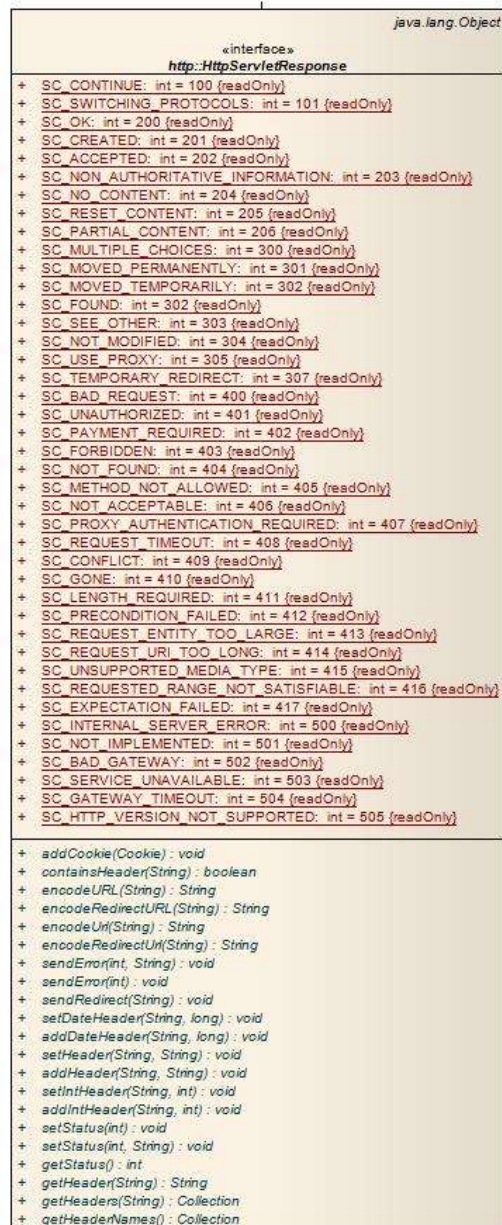 java.lang.Object
«interface»
http::HttpServletResponse
+ SC_CONTINUE: int = 100 {readOnly}
+ SC_SWITCHING_PROTOCOLS: int = 101 {readOnly}
+ SC_OK: int = 200 {readOnly}
+ SC_CREATED: int = 201 {readOnly}
+ SC_ACCEPTED: int = 202 {readOnly}
+ SC_NON_AUTHORITATIVE_INFORMATION: int = 203 {readOnly}
+ SC_NO_CONTENT: int = 204 {readOnly}
+ SC_RESET_CONTENT: int = 205 {readOnly}
+ SC_PARTIAL_CONTENT: int = 206 {readOnly}
+ SC_MULTIPLE_CHOICES: int = 300 {readOnly}
+ SC_MOVED_PERMANENTLY: int = 301 {readOnly}
+ SC_MOVED_TEMPORARILY: int = 302 {readOnly}
+ SC_FOUND: int = 302 {readOnly}
+ SC_SEE_OTHER: int = 303 {readOnly}
+ SC_NOT_MODIFIED: int = 304 {readOnly}
+ SC_USE_PROXY: int = 305 {readOnly}
+ SC_TEMPORARY_REDIRECT: int = 307 {readOnly}
+ SC_BAD_REQUEST: int = 400 {readOnly}
+ SC_UNAUTHORIZED: int = 401 {readOnly}
+ SC_PAYMENT_REQUIRED: int = 402 {readOnly}
+ SC_FORBIDDEN: int = 403 {readOnly}
+ SC_NOT_FOUND: int = 404 {readOnly}
+ SC_METHOD_NOT_ALLOWED: int = 405 {readOnly}
+ SC_NOT_ACCEPTABLE: int = 406 {readOnly}
+ SC_PROXY_AUTHENTICATION_REQUIRED: int = 407 {readOnly}
+ SC_REQUEST_TIMEOUT: int = 408 {readOnly}
+ SC_CONFLICT: int = 409 {readOnly}
+ SC_GONE: int = 410 {readOnly}
+ SC_LENGTH_REQUIRED: int = 411 {readOnly}
+ SC_PRECONDITION_FAILED: int = 412 {readOnly}
+ SC_REQUEST_ENTITY_TOO_LARGE: int = 413 {readOnly}
+ SC_REQUEST_URI_TOO_LONG: int = 414 {readOnly}
+ SC_UNSUPPORTED_MEDIA_TYPE: int = 415 {readOnly}
+ SC_REQUESTED_RANGE_NOT_SATISFIABLE: int = 416 {readOnly}
+ SC_EXPECTATION_FAILED: int = 417 {readOnly}
+ SC_INTERNAL_SERVER_ERROR: int = 500 {readOnly}
+ SC_NOT_IMPLEMENTED: int = 501 {readOnly}
+ SC_BAD_GATEWAY: int = 502 {readOnly}
+ SC_SERVICE_UNAVAILABLE: int = 503 {readOnly}
+ SC_GATEWAY_TIMEOUT: int = 504 {readOnly}
+ SC_HTTP_VERSION_NOT_SUPPORTED: int = 505 {readOnly}
+ addCookie(Cookie) : void
+ containsHeader(String) : boolean
+ encodeURL(String) : String
+ encodeRedirectURL(String) : String
+ encodeUrl(String) : String
+ encodeRedirectUrl(String) : String
+ sendError(int, String) : void
+ sendError(int) : void
+ sendRedirect(String) : void
+ setDateHeader(String, long) : void
+ addDateHeader(String, long) : void
+ setHeader(String, String) : void
+ addHeader(String, String) : void
+ setIntHeader(String, int) : void
+ addIntHeader(String, int) : void
+ setStatus(int) : void
+ setStatus(int, String) : void
+ getStatus() : int
+ getHeader(String) : String
+ getHeaders(String) : Collection
+ getHeaderNames() : Collection